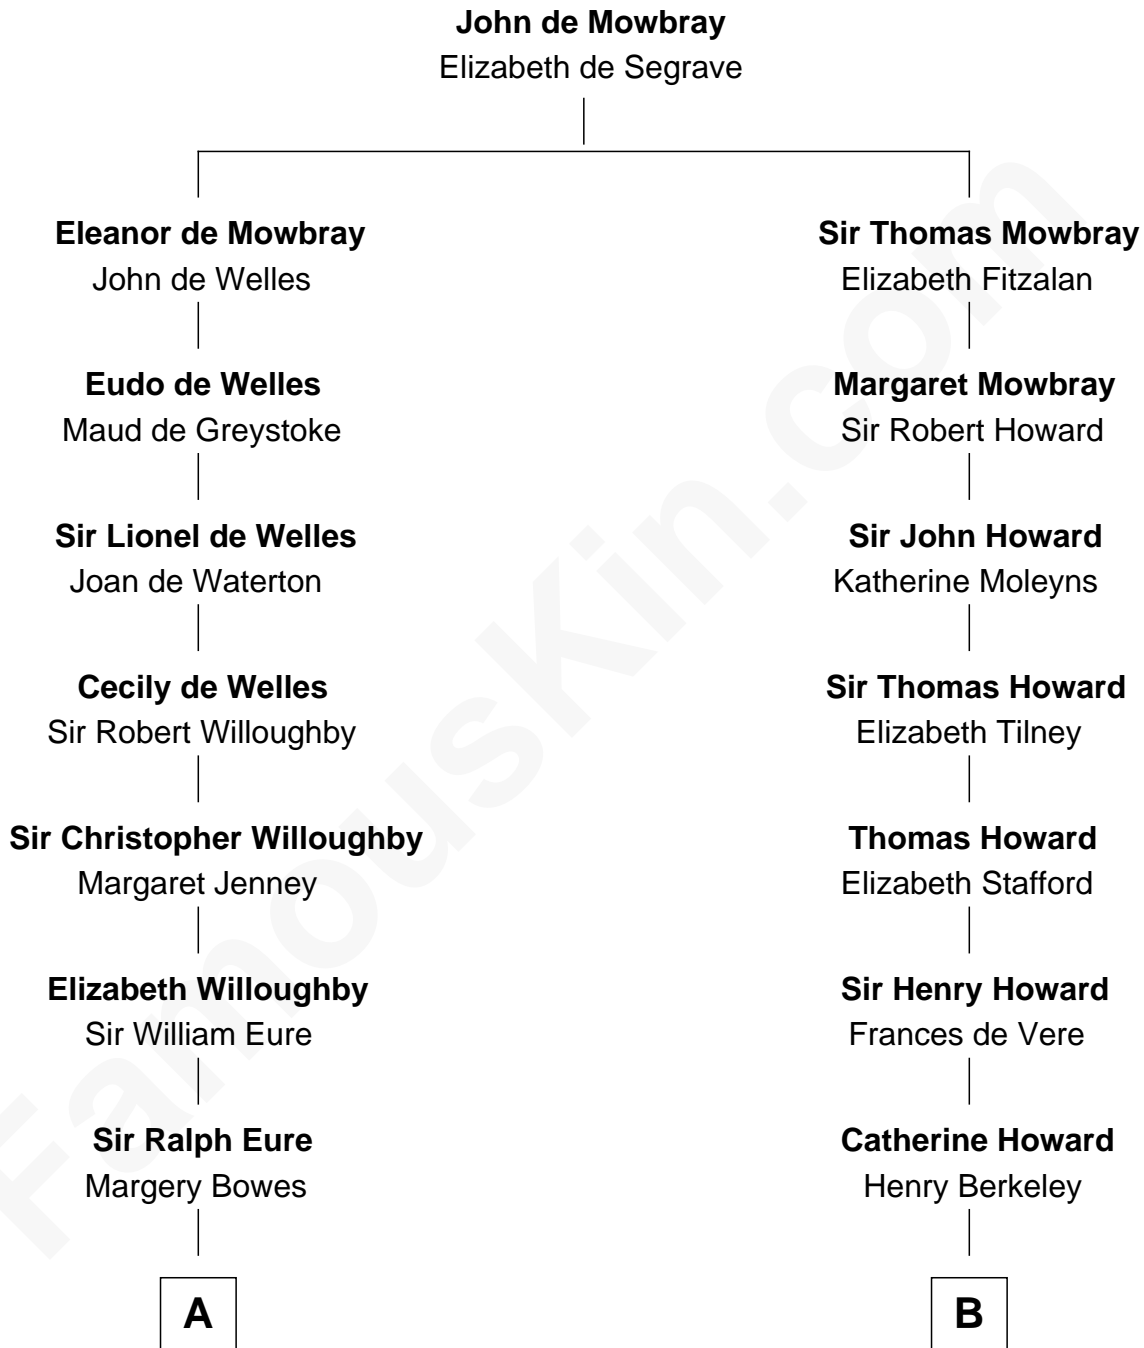 John de Mowbray
Elizabeth de Segrave
Eleanor de Mowbray
John de Welles
Sir Thomas Mowbray
Elizabeth Fitzalan
Eudo de Welles
Maud de Greystoke
Margaret Mowbray
Sir Robert Howard
Sir Lionel de Welles
Joan de Waterton
Sir John Howard
Katherine Moleyns
Cecily de Welles
Sir Robert Willoughby
Sir Thomas Howard
Elizabeth Tilney
Sir Christopher Willoughby
Margaret Jenney
Thomas Howard
Elizabeth Stafford
Elizabeth Willoughby
Sir William Eure
Sir Henry Howard
Frances de Vere
Sir Ralph Eure
Margery Bowes
Catherine Howard
Henry Berkeley
A
B
FamousKin.com